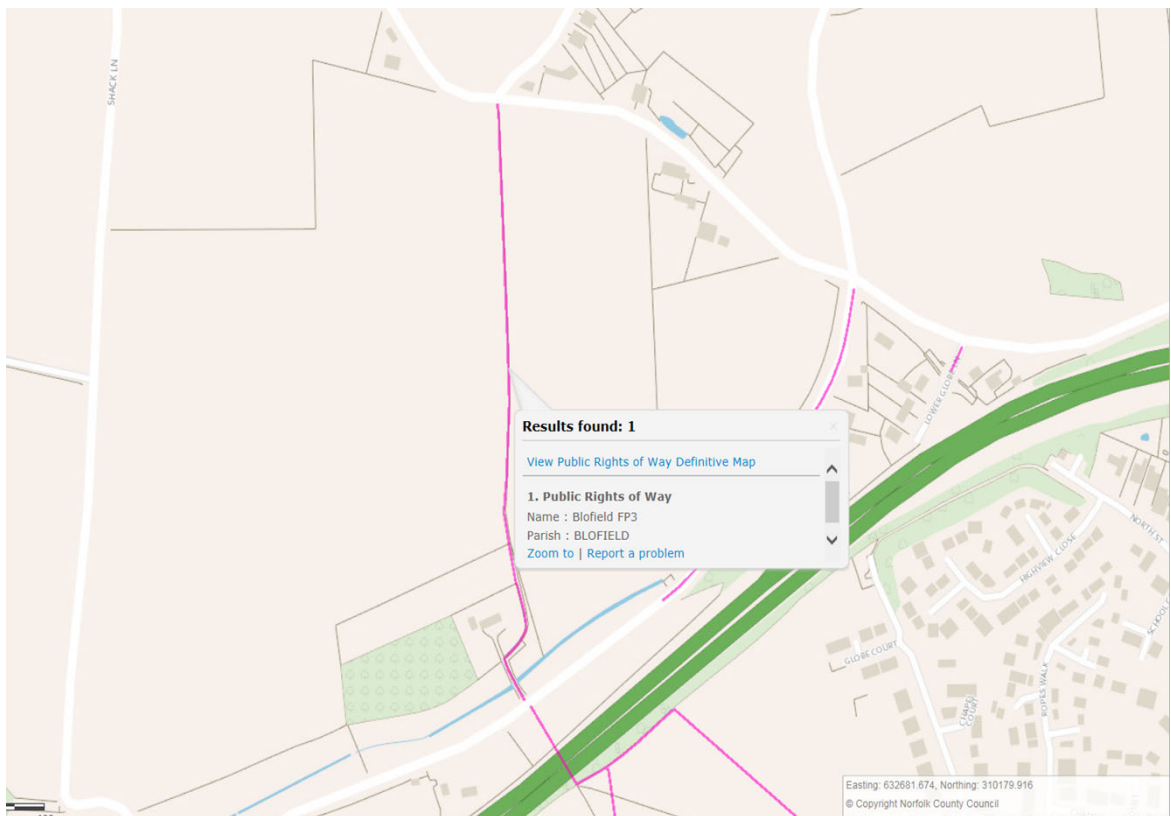 SHACK LN
LOWER GLOBE LN
Results found: 1
View Public Rights of Way Definitive Map
1. Public Rights of Way
Name : Blofield FP3
Parish : BLOFIELD
Zoom to | Report a problem
NORTH ST
HIGHVIEW CLOSE
GLOBE COURT
ROPES WALK
CHAPEL
COURT
Easting: 632681.674, Northing: 310179.916
© Copyright Norfolk County Council